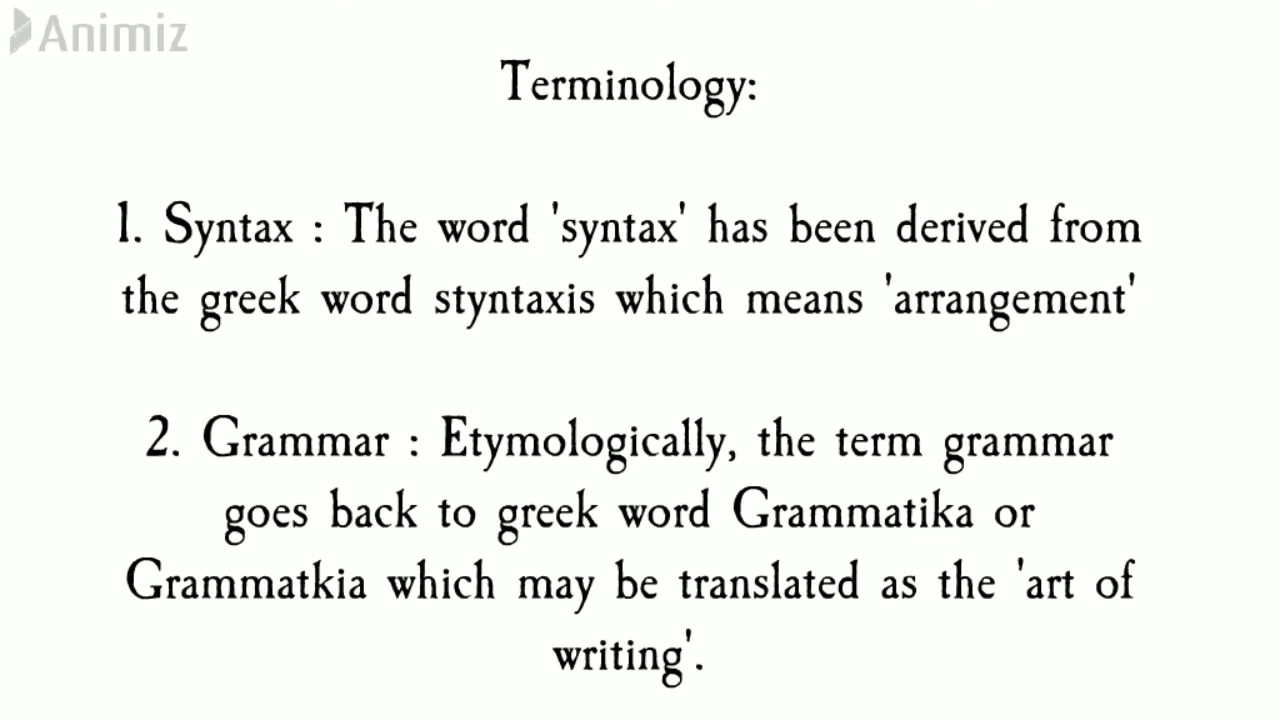 Animiz
Terminology:
1. Syntax : The word 'syntax' has been derived from
the greek word styntaxis which means 'arrangement'
2. Grammar : Etymologically, the term grammar
goes back to greek word Grammatika or
Grammatkia which may be translated as the 'art of
writing'.